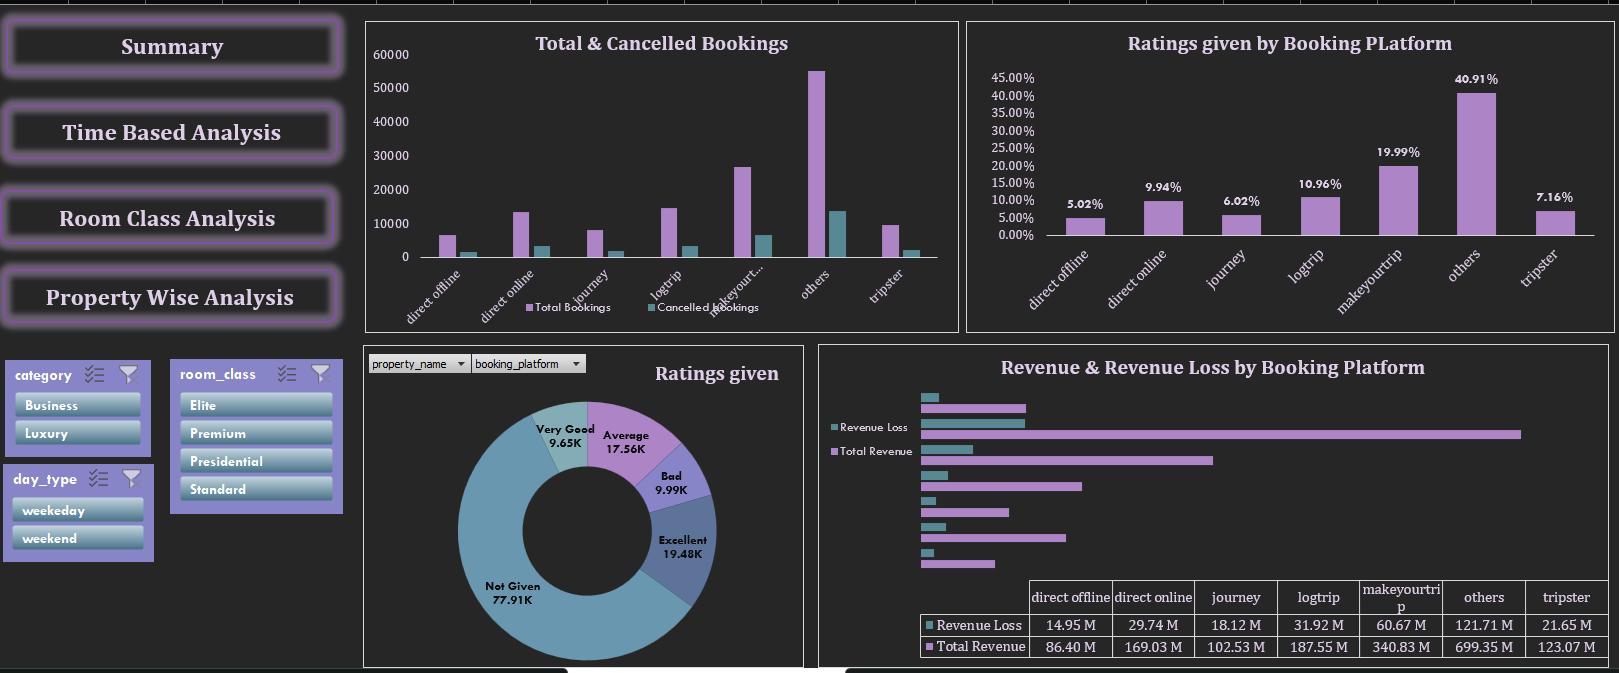 Summary
Time Based Analysis
Room Class Analysis
Property Wise Analysis
category
Business
Luxury
day_type
weekeday
weekend
room_class
Elite
Premium
Presidential
Standard
Total & Cancelled Bookings
60000
50000
40000
30000
20000
10000
0
direct offline
direct online
journey
logtrip
makeyourt...
others
tripster
Total Bookings
Cancelled Bookings
Ratings given by Booking PLatform
45.00%
40.00%
35.00%
30.00%
25.00%
20.00%
15.00%
10.00%
5.00%
0.00%
5.02%
9.94%
6.02%
10.96%
19.99%
40.91%
7.16%
direct offline
direct online
journey
logtrip
makeyourtrip
others
tripster
property_name booking_platform
Ratings given
Very Good
9.65K
Average
17.56K
Bad
9.99K
Excellent
19.48K
Not Given
77.91K
Revenue & Revenue Loss by Booking Platform
Revenue Loss
Total Revenue
direct offline direct online journey logtrip makeyourtri
p others tripster
Revenue Loss 14.95 M 29.74 M 18.12 M 31.92 M 60.67 M 121.71 M 21.65 M
Total Revenue 86.40 M 169.03 M 102.53 M 187.55 M 340.83 M 699.35 M 123.07 M